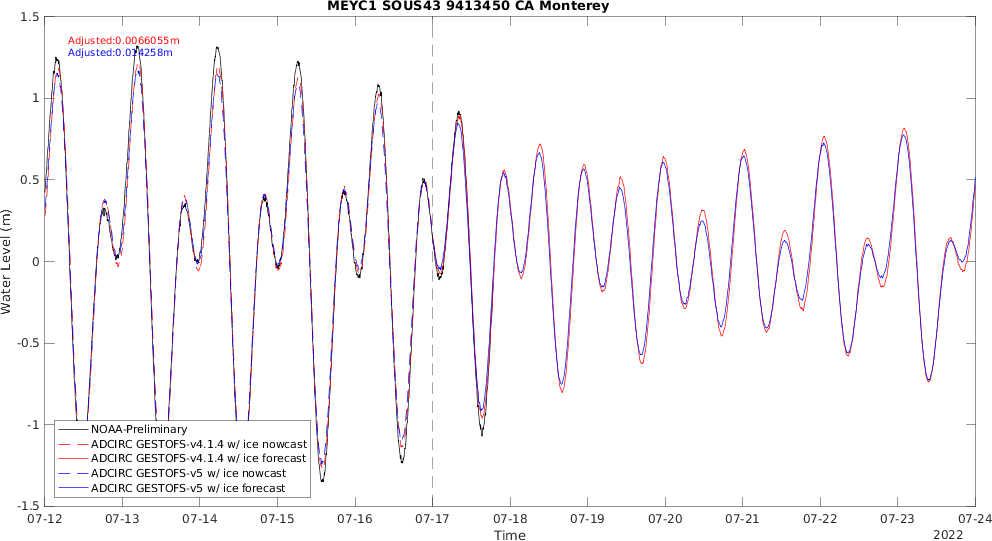 MEYC1 SOUS43 9413450 CA Monterey
Adjusted:0.0066055m
Adjusted:0.014258m
1.5
1
0.5
0
-0.5
-1
-1.5
Water Level (m)
NOAA-Preliminary
ADCIRC GESTOFS-v4.1.4 w/ ice nowcast
ADCIRC GESTOFS-v4.1.4 w/ ice forecast
ADCIRC GESTOFS-v5 w/ ice nowcast
ADCIRC GESTOFS-v5 w/ ice forecast
07-12 07-13 07-14 07-15 07-16 07-17 07-18 07-19 07-20 07-21 07-22 07-23 07-24
Time
2022